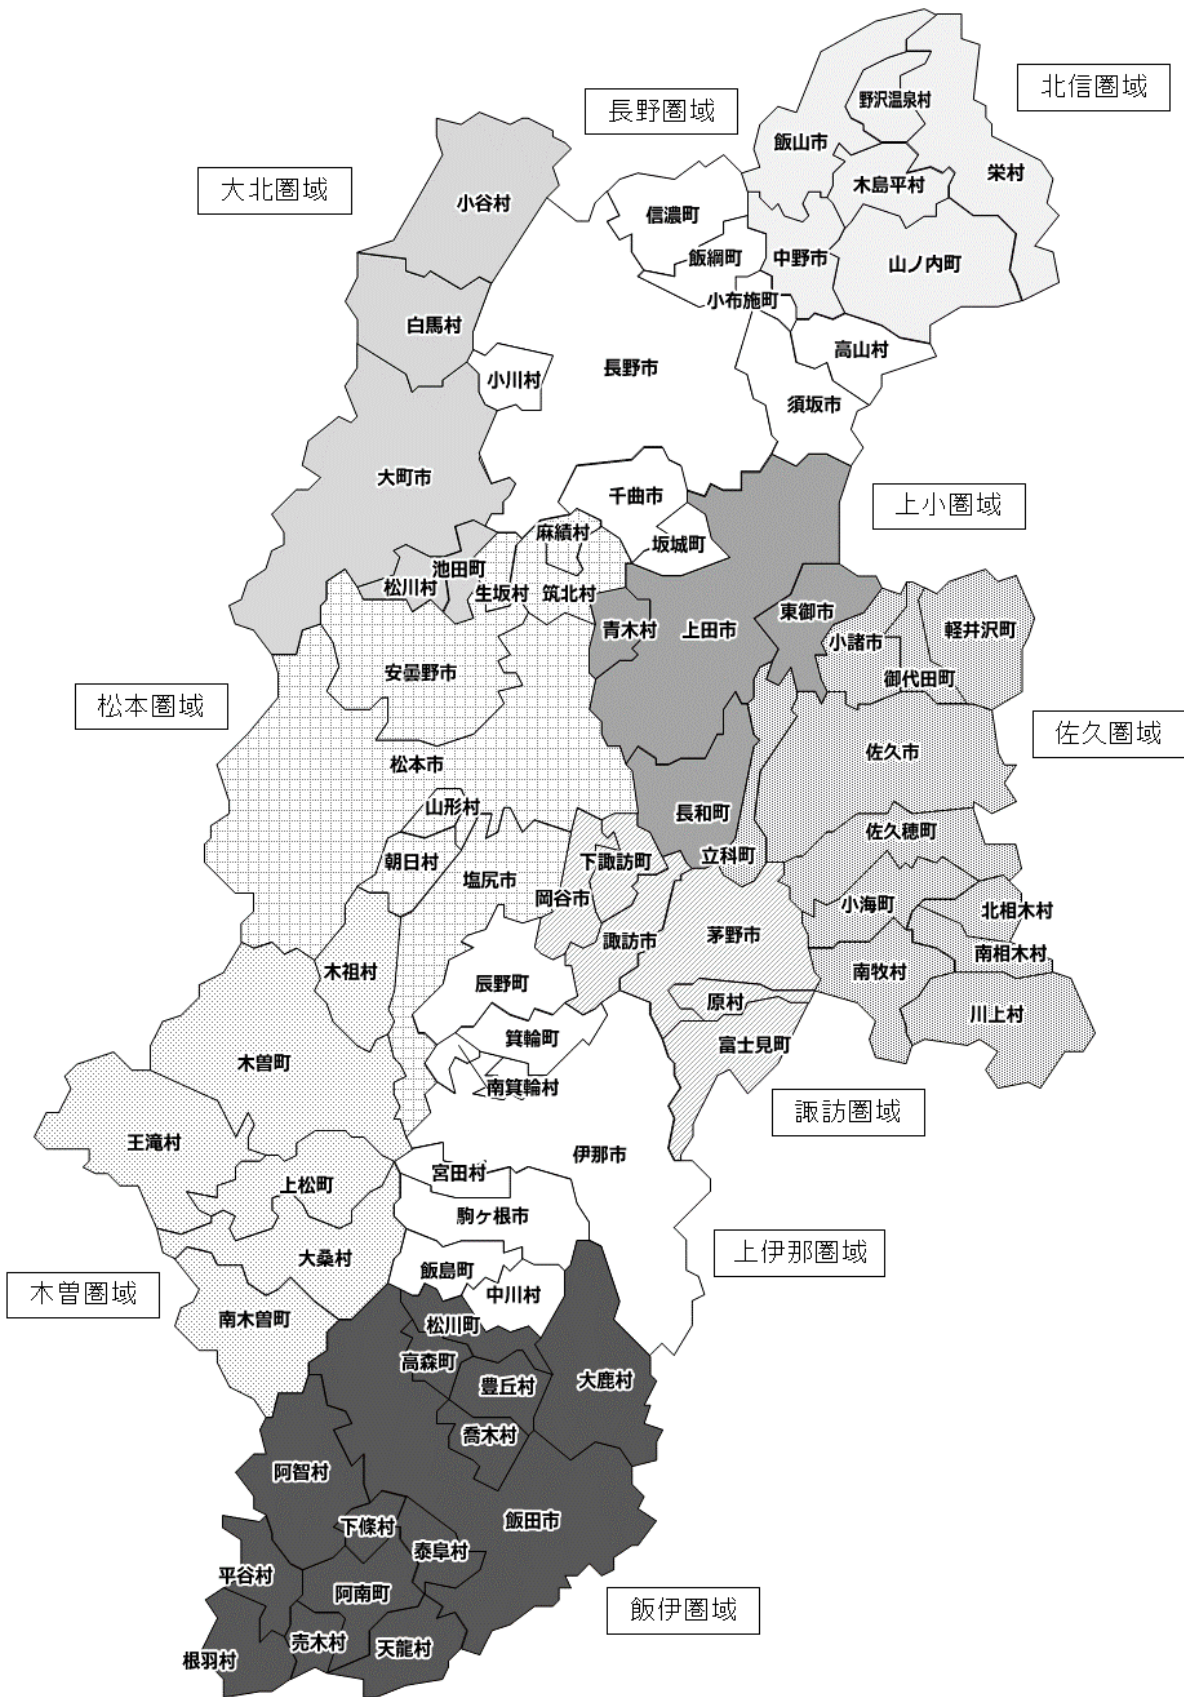 北信圏域
長野圏域
野沢温泉村
飯山市
栄村
木島平村
大北圏域
小谷村
信濃町
飯綱町
中野市
山ノ内町
小布施町
白馬村
高山村
長野市
小川村
須坂市
大町市
千曲市
上小圏域
麻績村
坂城町
池田町
松川村
生坂村
筑北村
青木村
上田市
東御市
小諸市
軽井沢町
御代田町
安曇野市
松本圏域
佐久圏域
佐久市
松本市
山形村
長和町
佐久穂町
立科町
朝日村
下諏訪町
塩尻市
岡谷市
小海町
北相木村
諏訪市
茅野市
南相木村
木祖村
南牧村
辰野町
原村
川上村
箕輪町
富士見町
木曽町
南箕輪村
諏訪圏域
王滝村
伊那市
宮田村
上松町
駒ヶ根市
上伊那圏域
大桑村
飯島町
木曽圏域
中川村
南木曽町
松川町
高森町
大鹿村
豊丘村
喬木村
阿智村
飯田市
下條村
泰阜村
平谷村
阿南町
飯伊圏域
売木村
天龍村
根羽村